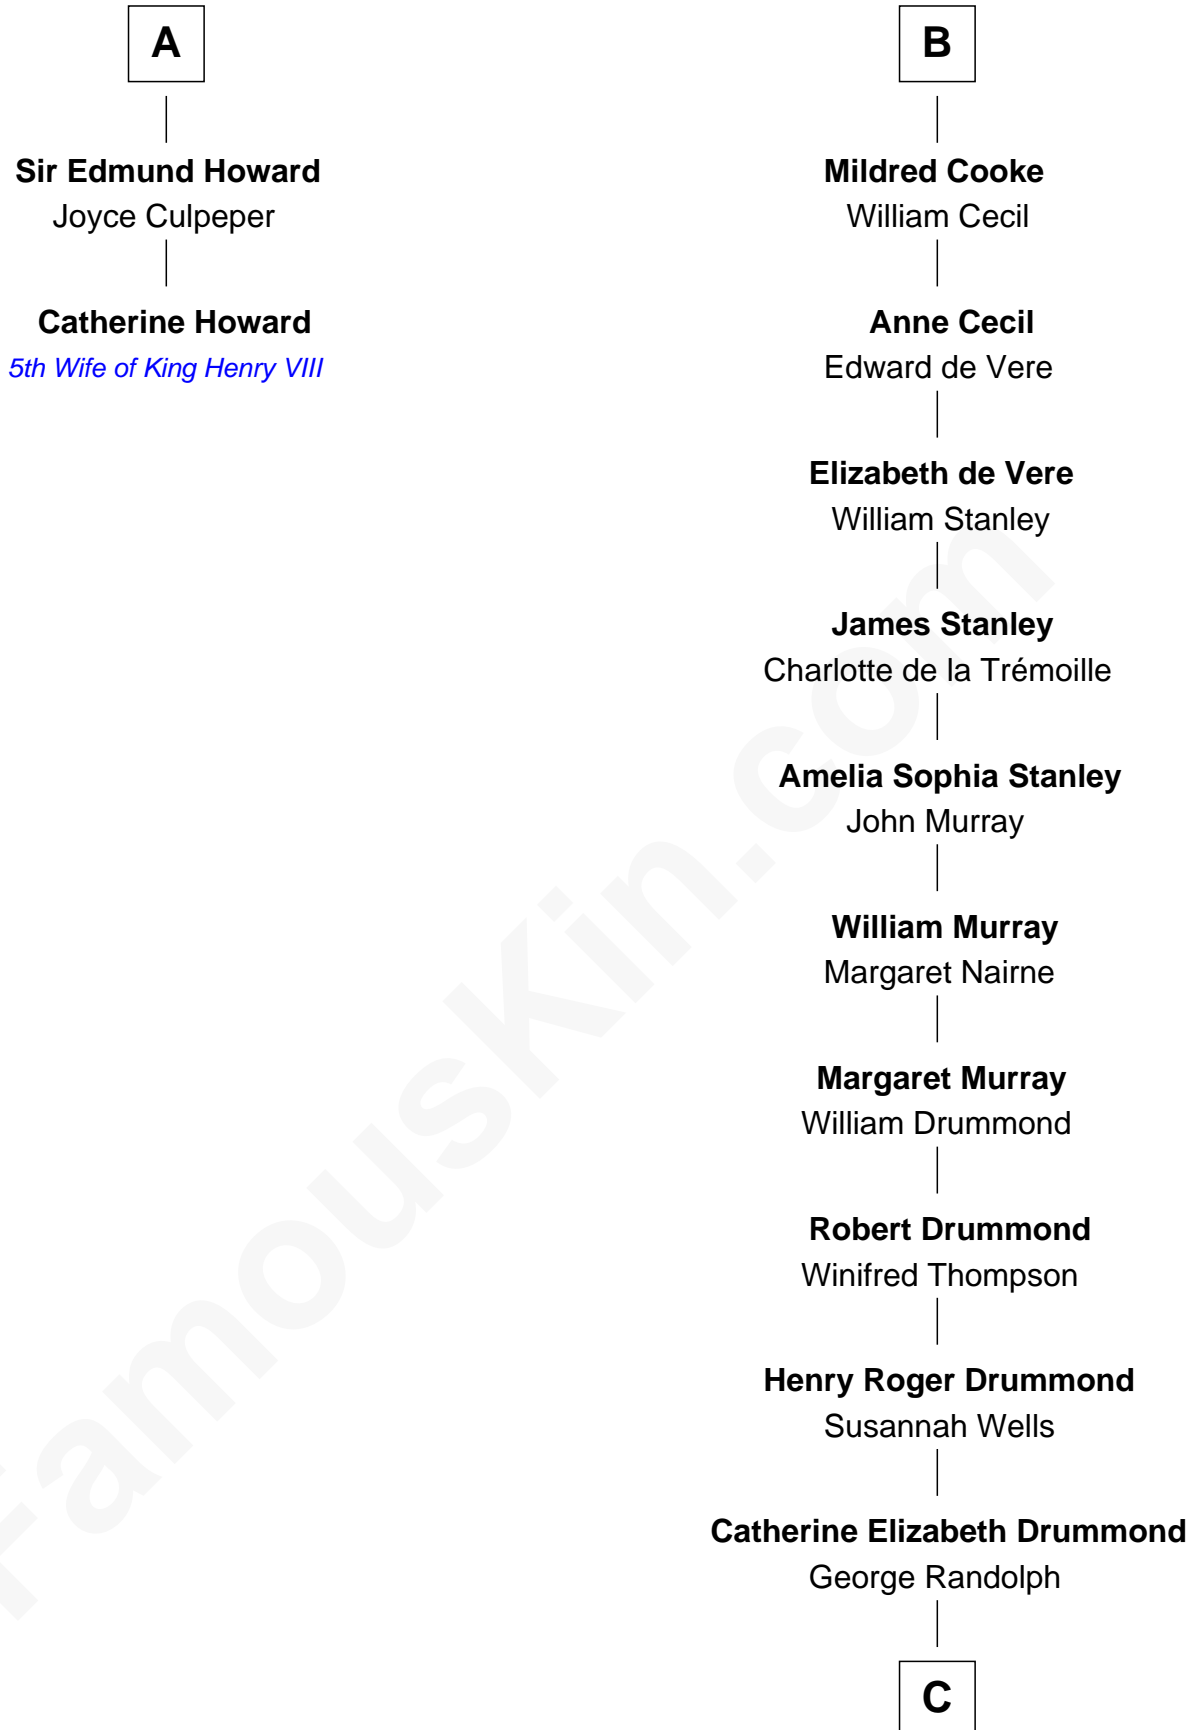 A
Sir Edmund Howard
Joyce Culpeper
Catherine Howard
5th Wife of King Henry VIII
B
Mildred Cooke
William Cecil
Anne Cecil
Edward de Vere
Elizabeth de Vere
William Stanley
James Stanley
Charlotte de la Trémoille
Amelia Sophia Stanley
John Murray
William Murray
Margaret Nairne
Margaret Murray
William Drummond
Robert Drummond
Winifred Thompson
Henry Roger Drummond
Susannah Wells
Catherine Elizabeth Drummond
George Randolph
C
FamousKin.com